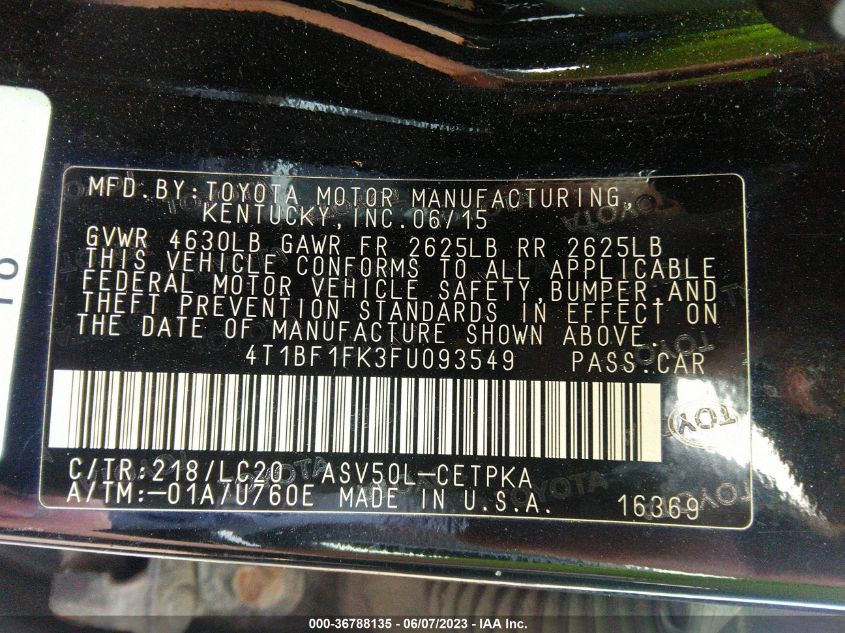 MFD.BY:TOYOTA MOTOR MANUFACTURING,
KENTUCKY,INC.06/15
GVWR 4630LB GAWR FR 2625LB RR 2625LB
THIS VEHICLE CONFORMS TO ALL APPLICABLE
FEDERAL MOTOR VEHICLE SAFETY,BUMPER,AND
THEFT PREVENTION STANDARDS IN EFFECT ON
THE DATE OF MANUFACTURE SHOWN ABOVE.
4T1BF1FK3FU093549 PASS.CAR
TOYO
C/TR:218/LC20 ASV50L-CETPKA
A/TM:-01A/U760E MADE IN U.S.A. 16369
000-36788135 - 06/07/2023 - IAA Inc.